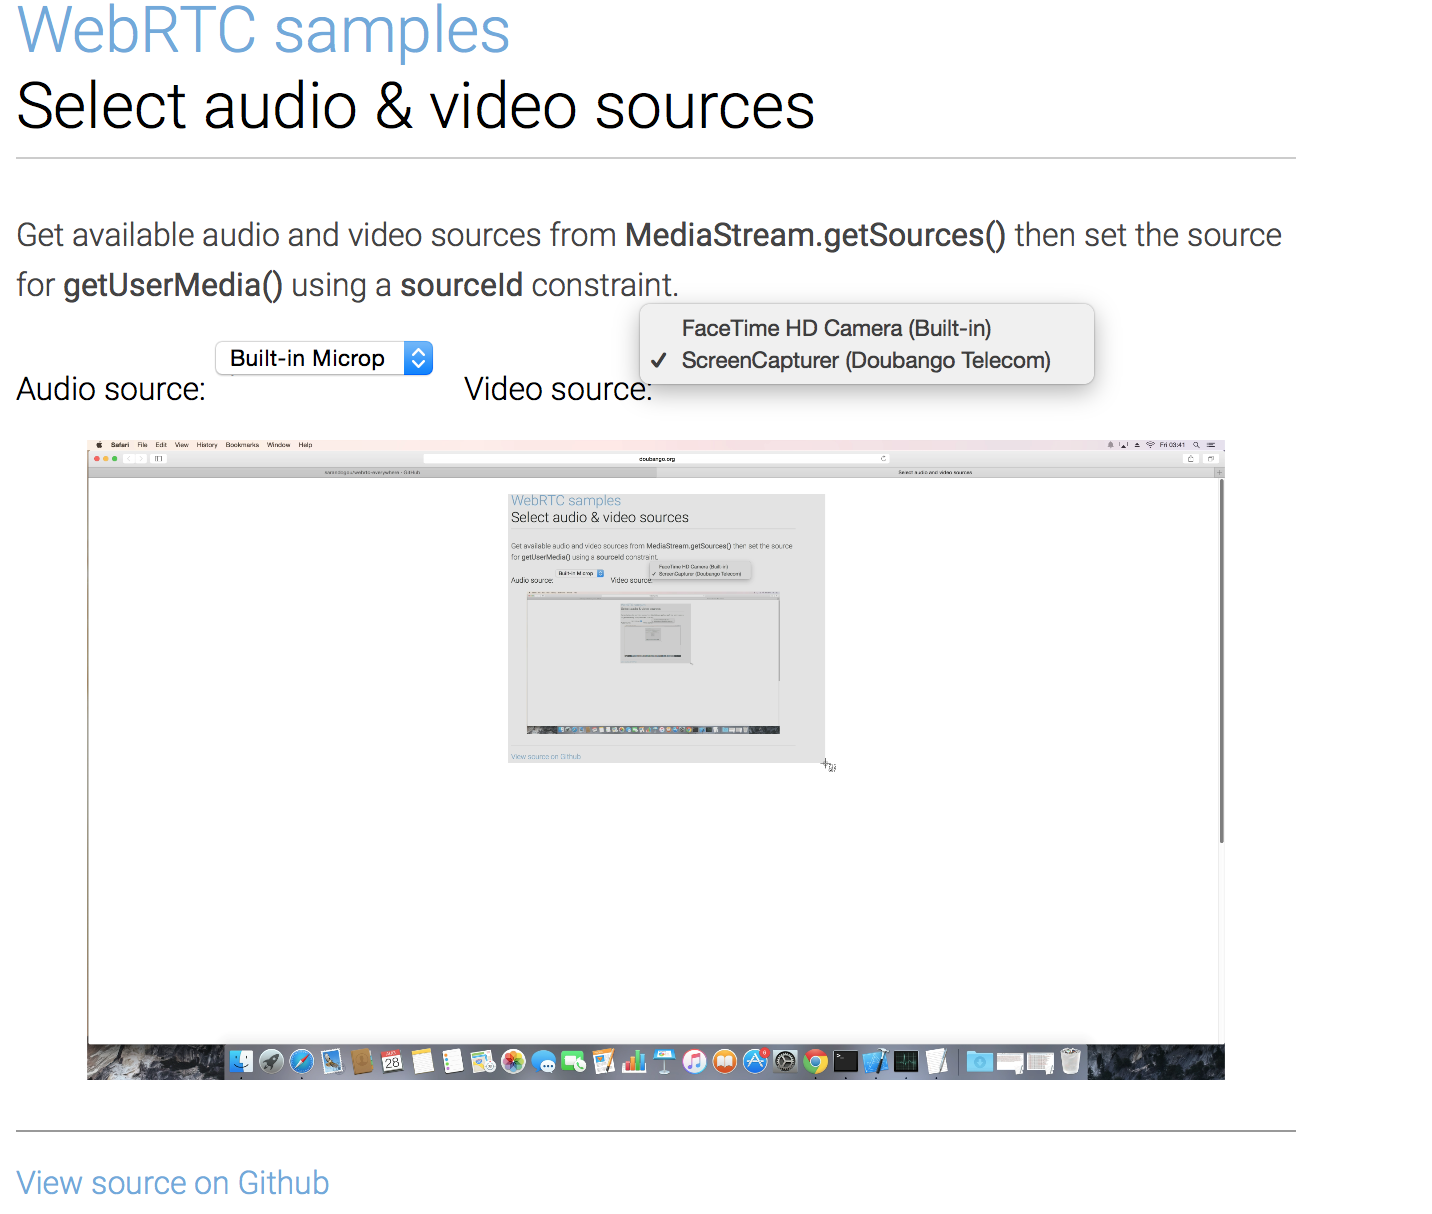 WebRTC samples
Select audio & video sources
Get available audio and video sources from MediaStream.getSources() then set the source
for getUserMedia() using a sourceId constraint.
FaceTime HD Camera (Built-in)
✓ ScreenCapturer (Doubango Telecom)
Audio source: Built-in Microp Video source:
Safari File Edit View History Bookmarks Window Help Fri 03:41
doubango.org
Select audio and video sources
WebRTC samples
Select audio & video sources
Get available audio and video sources from MediaStream.getSources() then set the source
for getUserMedia() using a sourceId constraint.
FaceTime HD Camera (Built-in)
✓ ScreenCapturer (Doubango Telecom)
Audio source: Built-in Microp Video source:
View source on Github
28
View source on Github